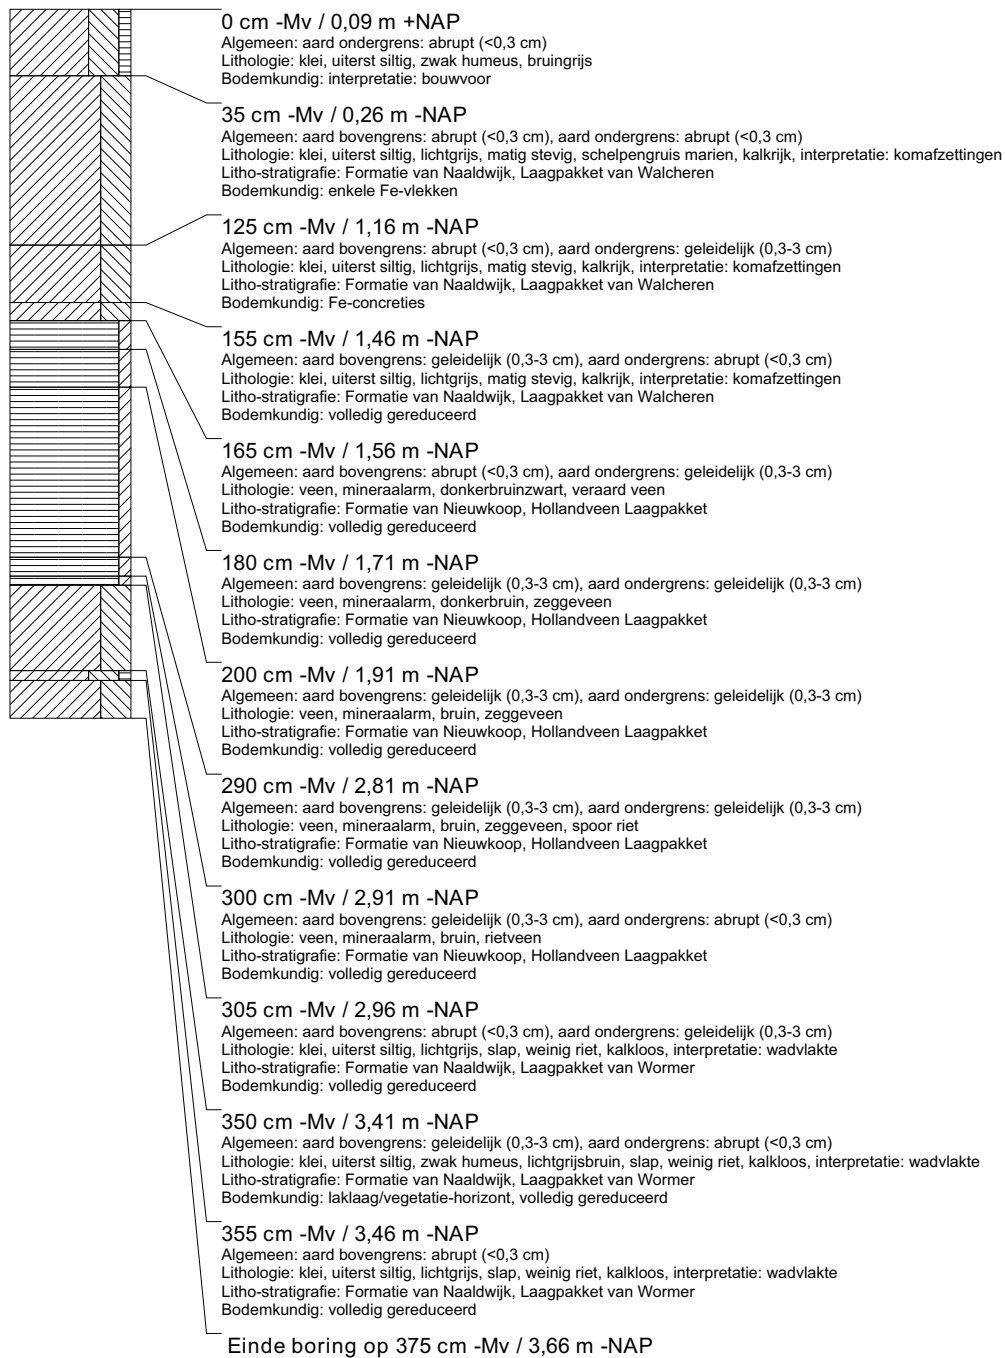 0 cm -Mv / 0,09 m +NAP
Algemeen: aard ondergrens: abrupt (<0,3 cm)
Lithologie: klei, uiterst siltig, zwak humeus, bruingrijs
Bodemkundig: interpretatie: bouwvoor
35 cm -Mv / 0,26 m -NAP
Algemeen: aard bovengrens: abrupt (<0,3 cm), aard ondergrens: abrupt (<0,3 cm)
Lithologie: klei, uiterst siltig, lichtgrijs, matig stevig, schelpengruis marien, kalkrijk, interpretatie: komafzettingen
Litho-stratigrafie: Formatie van Naaldwijk, Laagpakket van Walcheren
Bodemkundig: enkele Fe-vlekken
125 cm -Mv / 1,16 m -NAP
Algemeen: aard bovengrens: abrupt (<0,3 cm), aard ondergrens: geleidelijk (0,3-3 cm)
Lithologie: klei, uiterst siltig, lichtgrijs, matig stevig, kalkrijk, interpretatie: komafzettingen
Litho-stratigrafie: Formatie van Naaldwijk, Laagpakket van Walcheren
Bodemkundig: Fe-concreties
155 cm -Mv / 1,46 m -NAP
Algemeen: aard bovengrens: geleidelijk (0,3-3 cm), aard ondergrens: abrupt (<0,3 cm)
Lithologie: klei, uiterst siltig, lichtgrijs, matig stevig, kalkrijk, interpretatie: komafzettingen
Litho-stratigrafie: Formatie van Naaldwijk, Laagpakket van Walcheren
Bodemkundig: volledig gereduceerd
165 cm -Mv / 1,56 m -NAP
Algemeen: aard bovengrens: abrupt (<0,3 cm), aard ondergrens: geleidelijk (0,3-3 cm)
Lithologie: veen, mineraalarm, donkerbruinzwart, veraard veen
Litho-stratigrafie: Formatie van Nieuwkoop, Hollandveen Laagpakket
Bodemkundig: volledig gereduceerd
180 cm -Mv / 1,71 m -NAP
Algemeen: aard bovengrens: geleidelijk (0,3-3 cm), aard ondergrens: geleidelijk (0,3-3 cm)
Lithologie: veen, mineraalarm, donkerbruin, zeggeveen
Litho-stratigrafie: Formatie van Nieuwkoop, Hollandveen Laagpakket
Bodemkundig: volledig gereduceerd
200 cm -Mv / 1,91 m -NAP
Algemeen: aard bovengrens: geleidelijk (0,3-3 cm), aard ondergrens: geleidelijk (0,3-3 cm)
Lithologie: veen, mineraalarm, bruin, zeggeveen
Litho-stratigrafie: Formatie van Nieuwkoop, Hollandveen Laagpakket
Bodemkundig: volledig gereduceerd
290 cm -Mv / 2,81 m -NAP
Algemeen: aard bovengrens: geleidelijk (0,3-3 cm), aard ondergrens: geleidelijk (0,3-3 cm)
Lithologie: veen, mineraalarm, bruin, zeggeveen, spoor riet
Litho-stratigrafie: Formatie van Nieuwkoop, Hollandveen Laagpakket
Bodemkundig: volledig gereduceerd
300 cm -Mv / 2,91 m -NAP
Algemeen: aard bovengrens: geleidelijk (0,3-3 cm), aard ondergrens: abrupt (<0,3 cm)
Lithologie: veen, mineraalarm, bruin, rietveen
Litho-stratigrafie: Formatie van Nieuwkoop, Hollandveen Laagpakket
Bodemkundig: volledig gereduceerd
305 cm -Mv / 2,96 m -NAP
Algemeen: aard bovengrens: abrupt (<0,3 cm), aard ondergrens: geleidelijk (0,3-3 cm)
Lithologie: klei, uiterst siltig, lichtgrijs, slap, weinig riet, kalkloos, interpretatie: wadvlakte
Litho-stratigrafie: Formatie van Naaldwijk, Laagpakket van Wormer
Bodemkundig: volledig gereduceerd
350 cm -Mv / 3,41 m -NAP
Algemeen: aard bovengrens: geleidelijk (0,3-3 cm), aard ondergrens: abrupt (<0,3 cm)
Lithologie: klei, uiterst siltig, zwak humeus, lichtgrijsbruin, slap, weinig riet, kalkloos, interpretatie: wadvlakte
Litho-stratigrafie: Formatie van Naaldwijk, Laagpakket van Wormer
Bodemkundig: laklaag/vegetatie-horizont, volledig gereduceerd
355 cm -Mv / 3,46 m -NAP
Algemeen: aard bovengrens: abrupt (<0,3 cm)
Lithologie: klei, uiterst siltig, lichtgrijs, slap, weinig riet, kalkloos, interpretatie: wadvlakte
Litho-stratigrafie: Formatie van Naaldwijk, Laagpakket van Wormer
Bodemkundig: volledig gereduceerd
Einde boring op 375 cm -Mv / 3,66 m -NAP